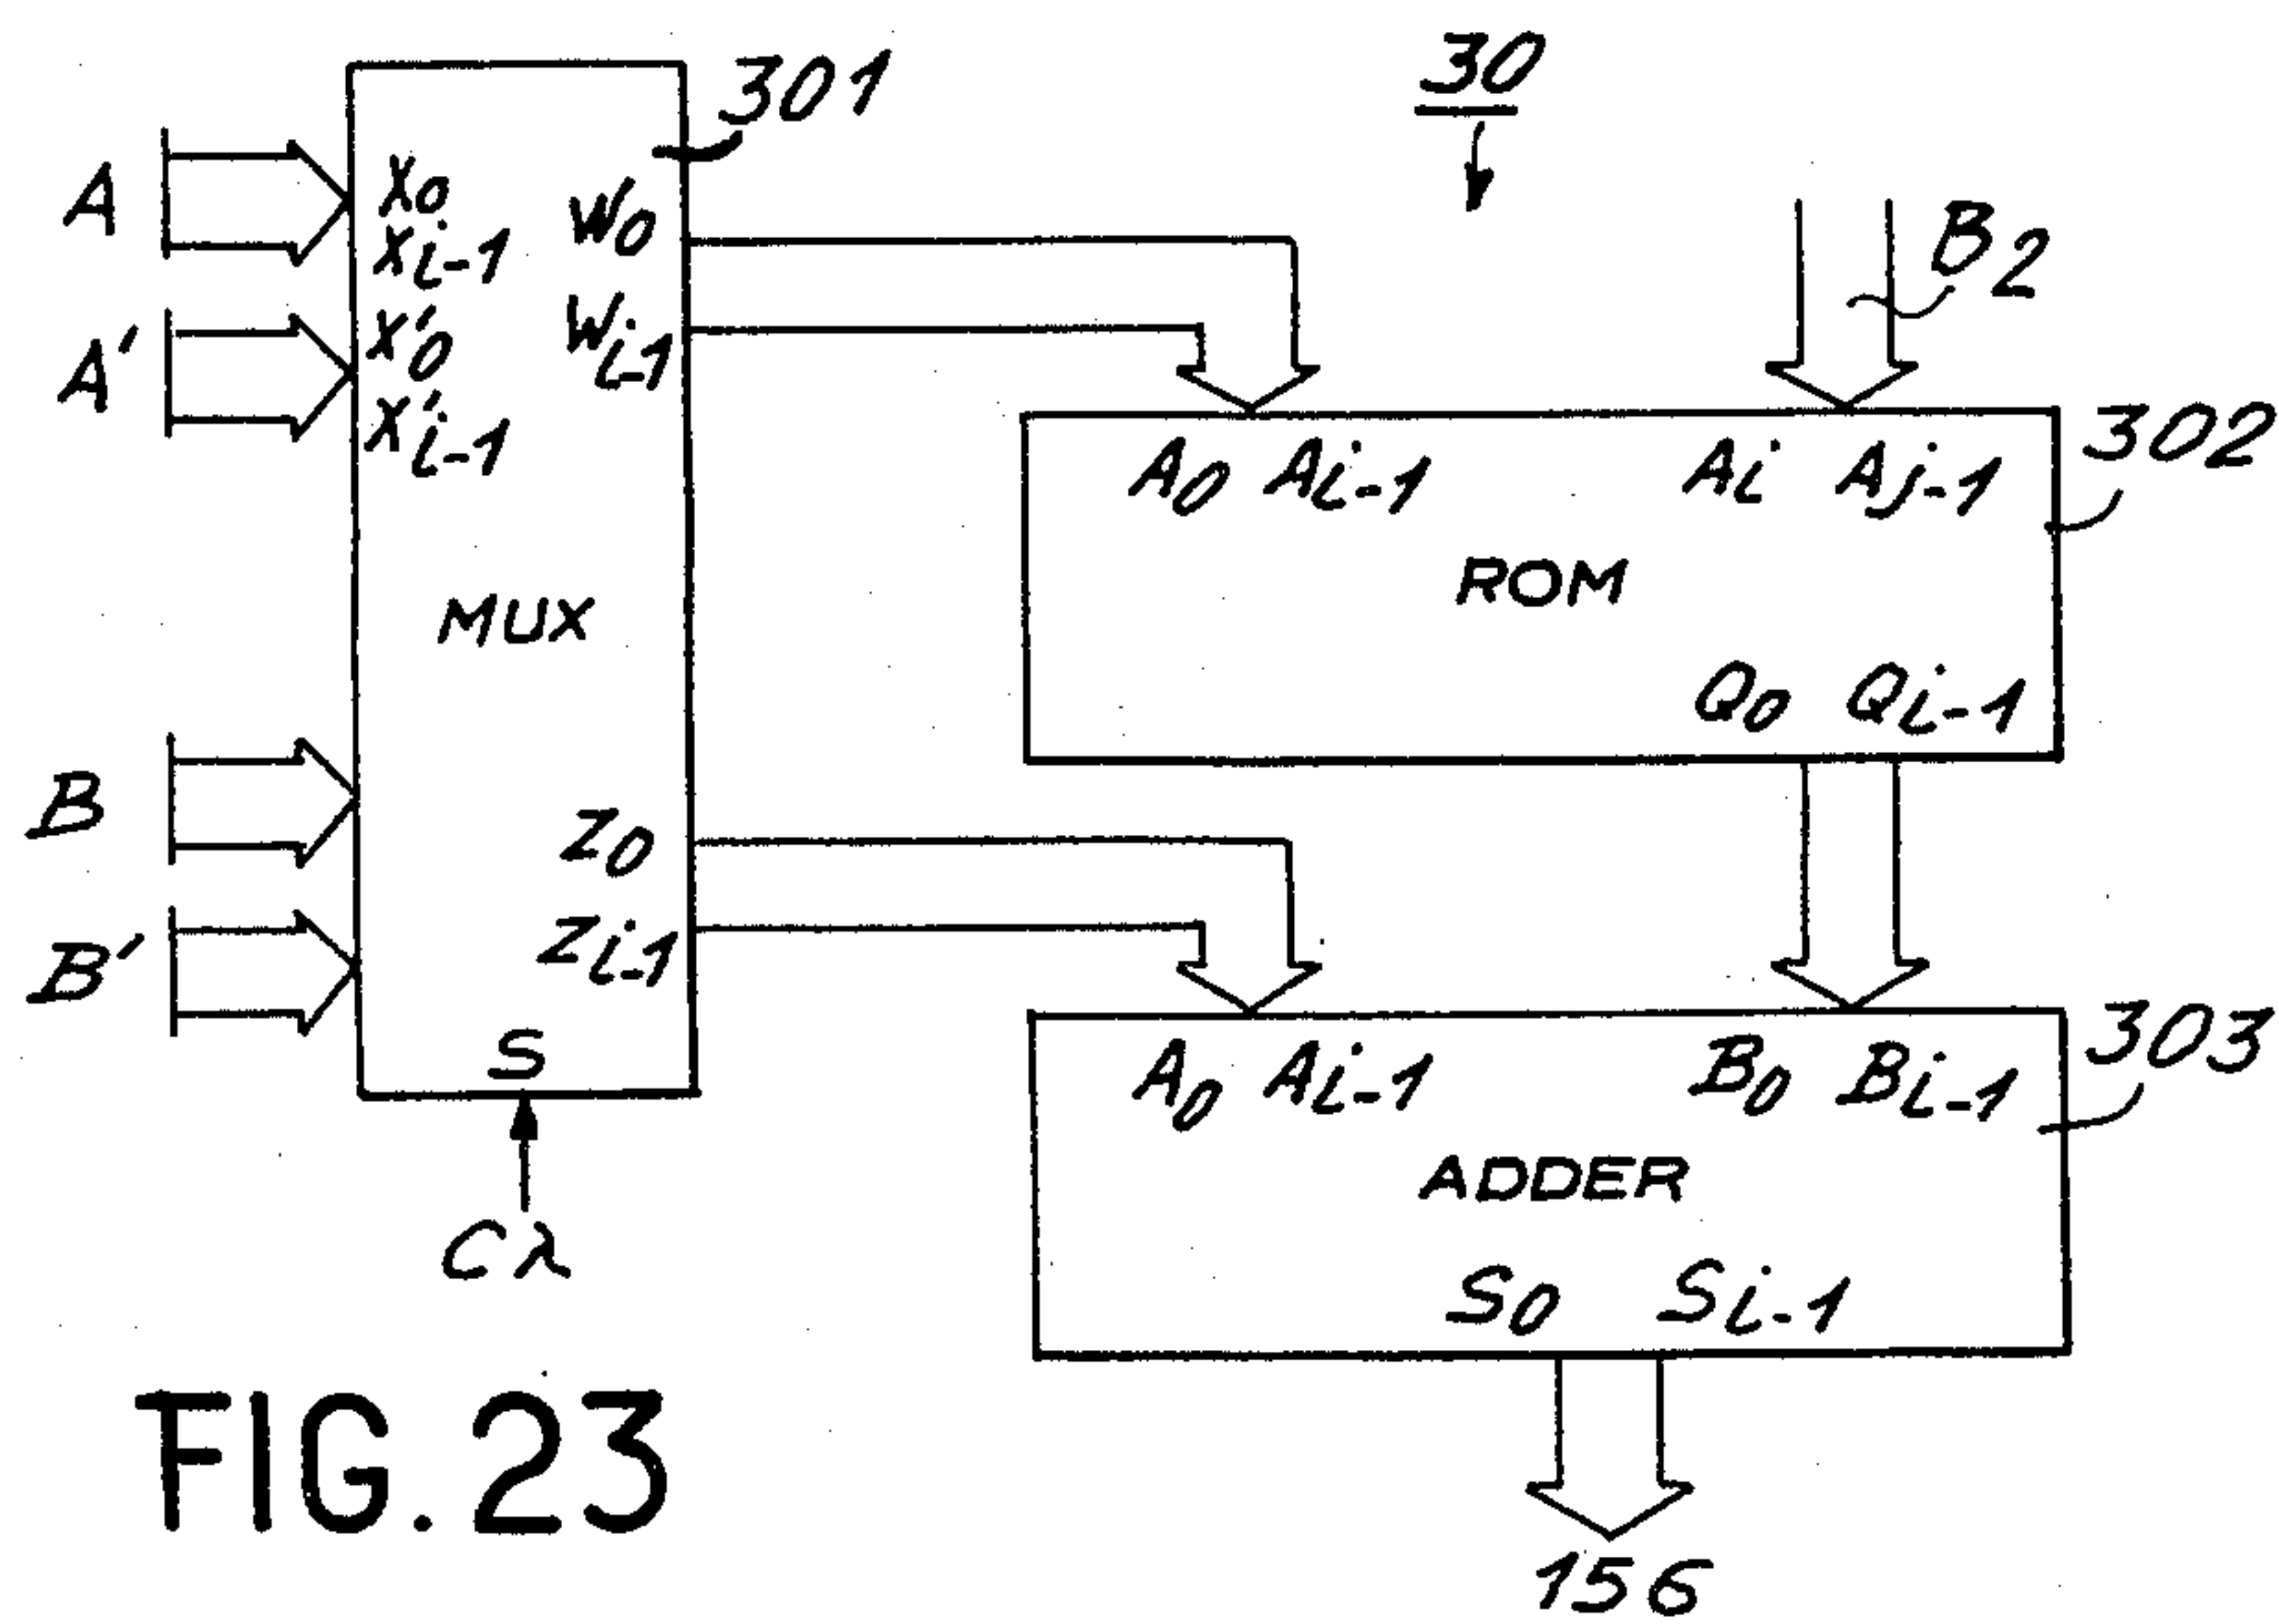 30
301
A
X0
Xi-1
W0
A'
X'0
X'i-1
Wi-1
B2
302
A0 Ai-1 Ai Aj-1
ROM
Q0 Qi-1
MUX
B
Z0
B'
Zi-1
S
Cλ
303
A0 Ai-1 B0 Bi-1
ADDER
S0 Si-1
156
FIG. 23